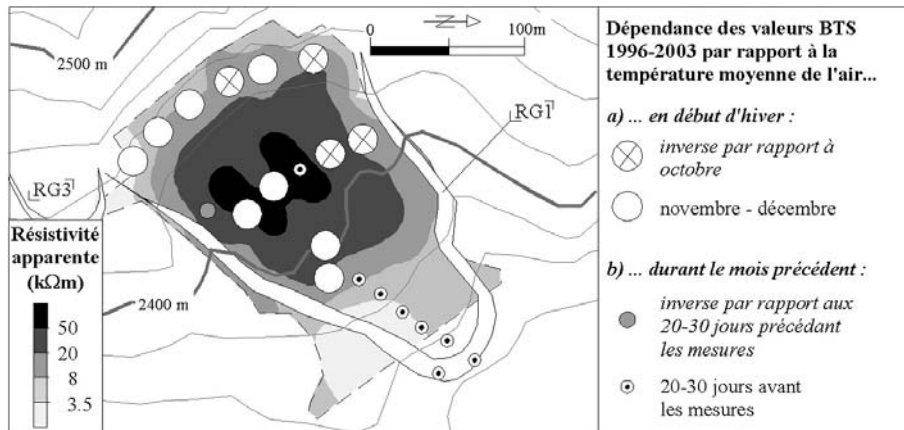 0
100m
N
2500 m
RG1
RG3
2400 m
Résistivité
apparente
(kΩm)
50
20
8
3.5
Dépendance des valeurs BTS
1996-2003 par rapport à la
température moyenne de l'air...
a) ... en début d'hiver :
inverse par rapport à
octobre
novembre - décembre
b) ... durant le mois précédent :
inverse par rapport aux
20-30 jours précédant
les mesures
20-30 jours avant
les mesures